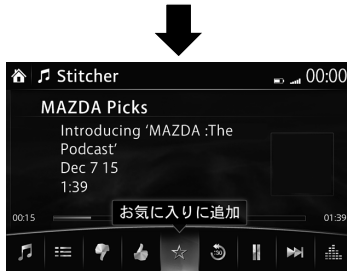 Stitcher
00:00
MAZDA Picks
Introducing 'MAZDA :The
Podcast'
Dec 7 15
1:39
お気に入りに追加
00:15
01:39
30